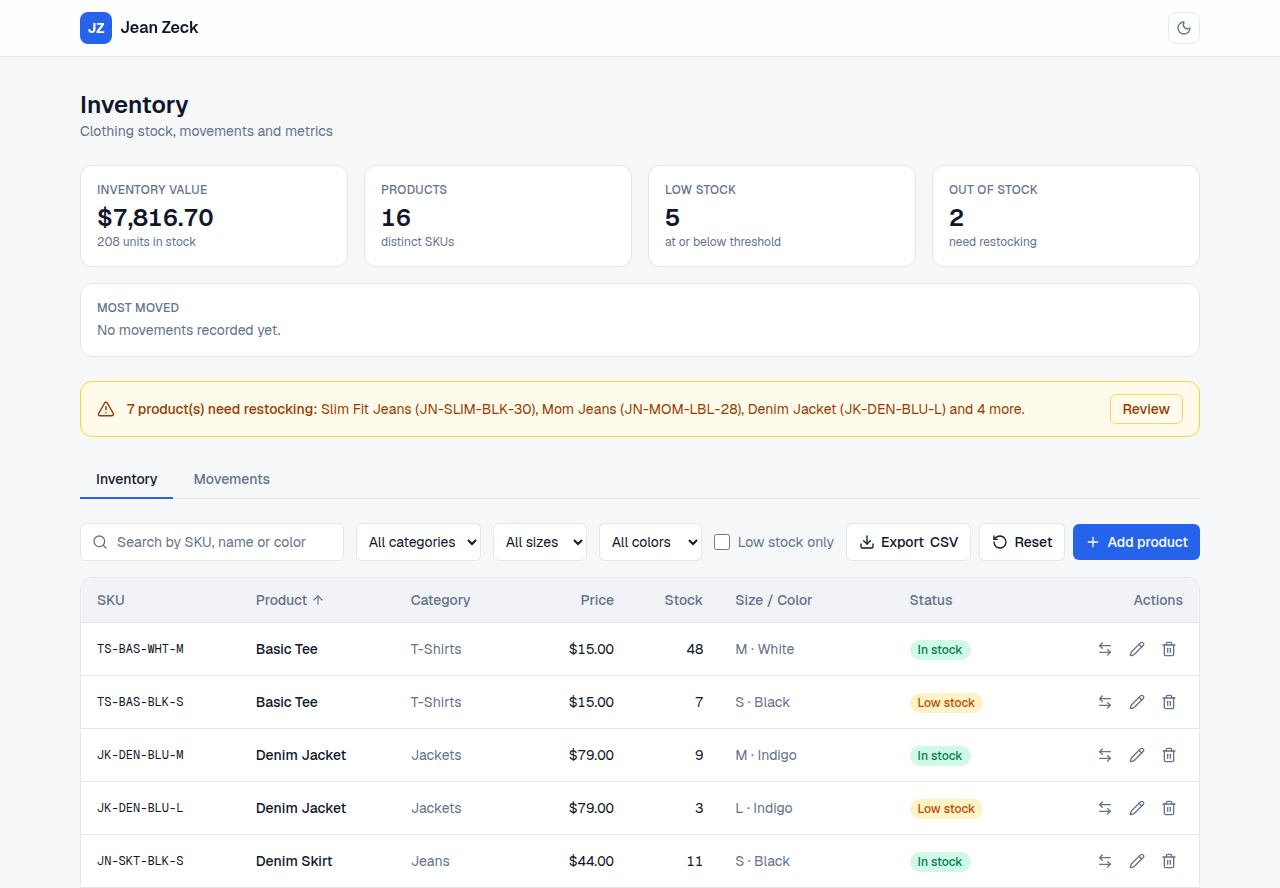 JZ Jean Zeck
Inventory
Clothing stock, movements and metrics
INVENTORY VALUE
$7,816.70
208 units in stock
PRODUCTS
16
distinct SKUs
LOW STOCK
5
at or below threshold
OUT OF STOCK
2
need restocking
MOST MOVED
No movements recorded yet.
7 product(s) need restocking: Slim Fit Jeans (JN-SLIM-BLK-30), Mom Jeans (JN-MOM-LBL-28), Denim Jacket (JK-DEN-BLU-L) and 4 more. Review
Inventory Movements
Search by SKU, name or color All categories All sizes All colors Low stock only Export CSV Reset Add product
SKU Product Category Price Stock Size / Color Status Actions
TS-BAS-WHT-M Basic Tee T-Shirts $15.00 48 M · White In stock
TS-BAS-BLK-S Basic Tee T-Shirts $15.00 7 S · Black Low stock
JK-DEN-BLU-M Denim Jacket Jackets $79.00 9 M · Indigo In stock
JK-DEN-BLU-L Denim Jacket Jackets $79.00 3 L · Indigo Low stock
JN-SKT-BLK-S Denim Skirt Jeans $44.00 11 S · Black In stock